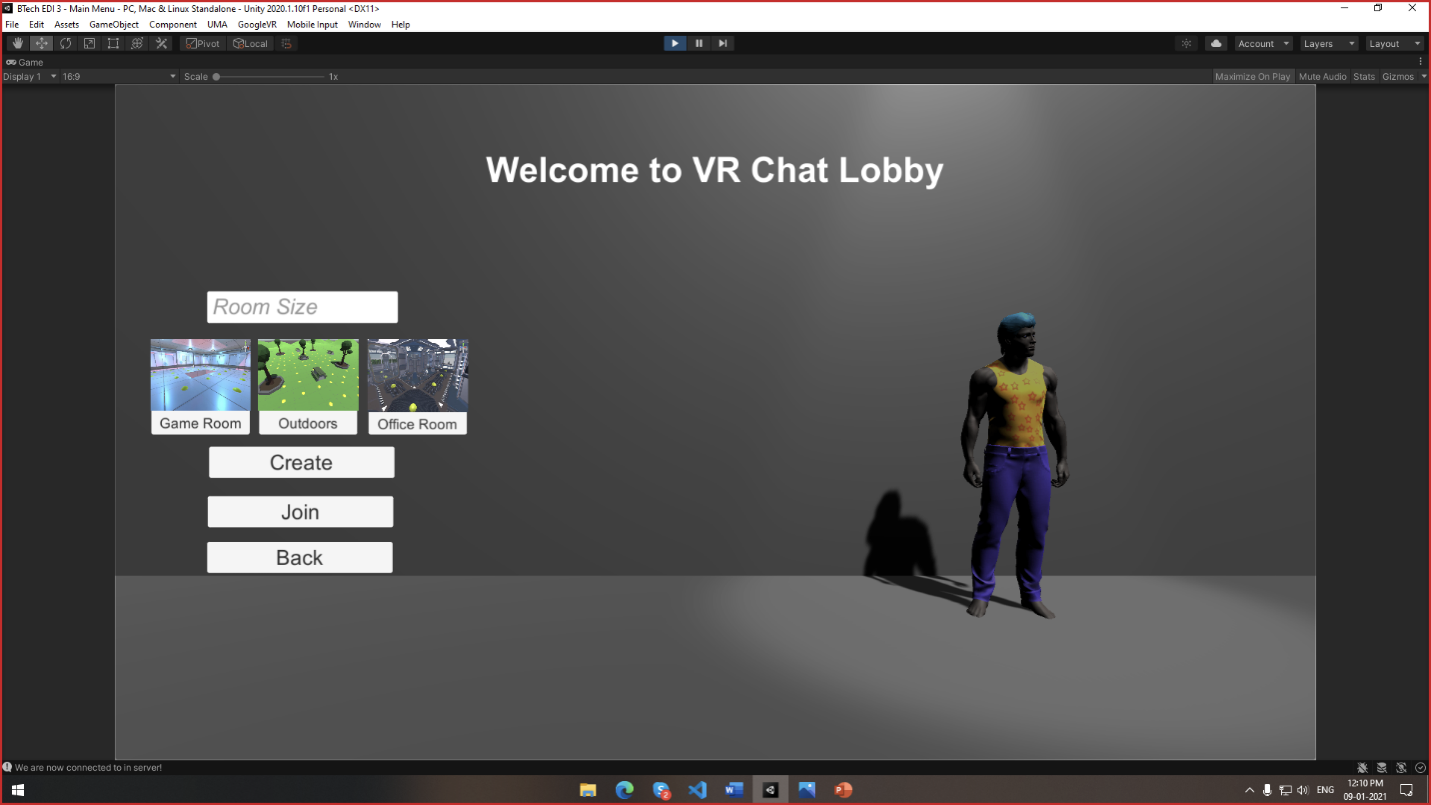 BTech EDI 3 - Main Menu - PC, Mac & Linux Standalone - Unity 2020.1.10f1 Personal <DX11>
File Edit Assets GameObject Component UMA GoogleVR Mobile Input Window Help
Pivot Local Account Layers Layout
Game
Display 1 16:9 Scale 1x Maximize On Play Mute Audio Stats Gizmos
Welcome to VR Chat Lobby
Room Size
Game Room Outdoors Office Room
Create
Join
Back
We are now connected to in server!
2
12:10 PM
ENG
09-01-2021